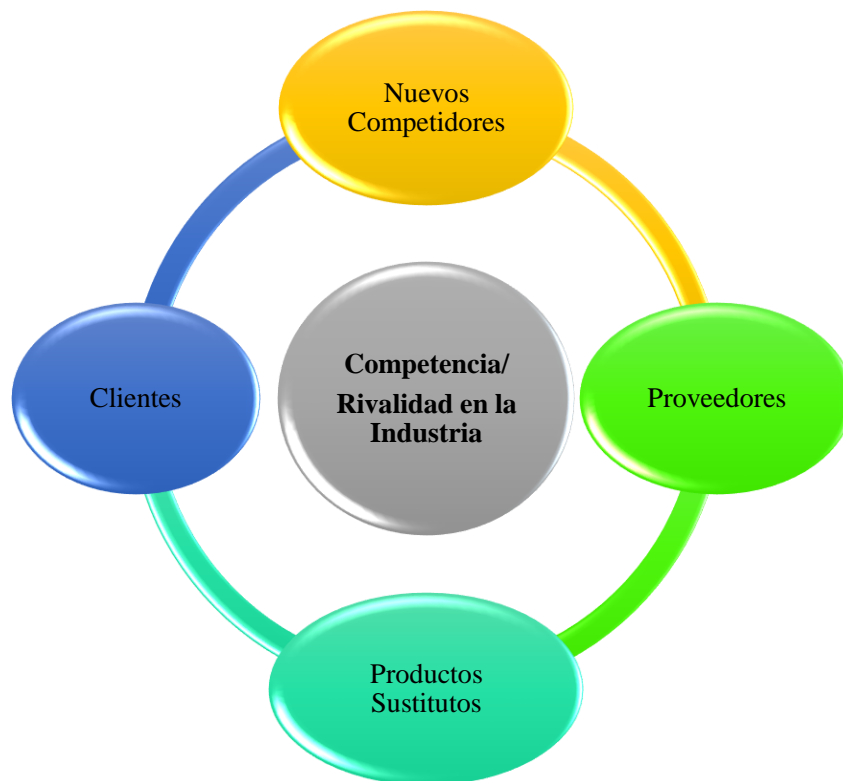 Nuevos
Competidores
Clientes
Competencia/
Rivalidad en la
Industria
Proveedores
Productos
Sustitutos